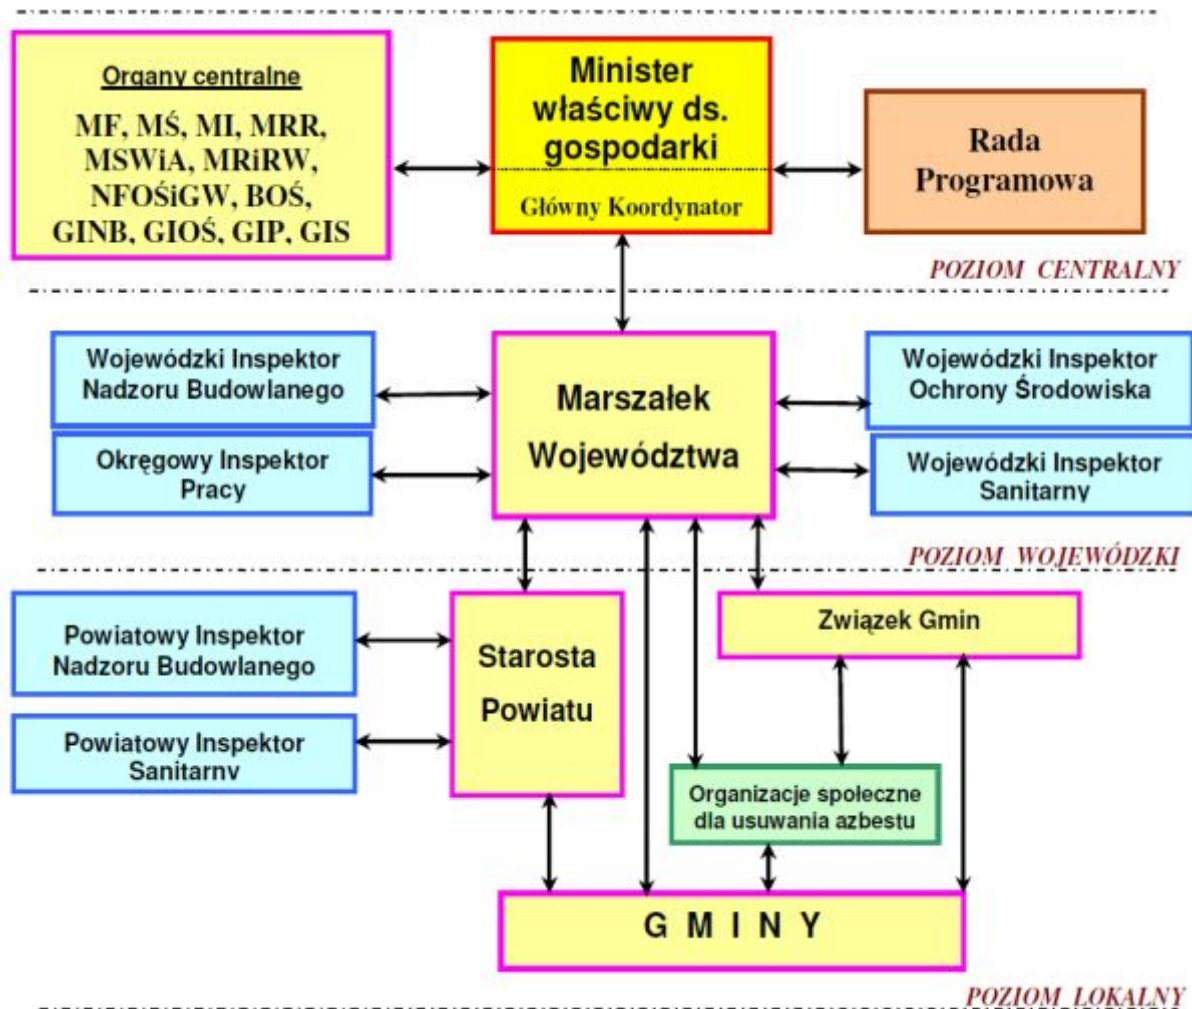 Organy centralne
MF, MŚ, MI, MRR,
MSWiA, MRiRW,
NFOŚiGW, BOŚ,
GINB, GIOŚ, GIP, GIS
Minister
właściwy ds.
gospodarki
Główny Koordynator
Rada
Programowa
POZIOM CENTRALNY
Wojewódzki Inspektor
Nadzoru Budowlanego
Okręgowy Inspektor
Pracy
Marszałek
Województwa
Wojewódzki Inspektor
Ochrony Środowiska
Wojewódzki Inspektor
Sanitarny
POZIOM WOJEWÓDZKI
Powiatowy Inspektor
Nadzoru Budowlanego
Powiatowy Inspektor
Sanitarny
Starosta
Powiatu
Związek Gmin
Organizacje społeczne
dla usuwania azbestu
G M I N Y
POZIOM LOKALNY